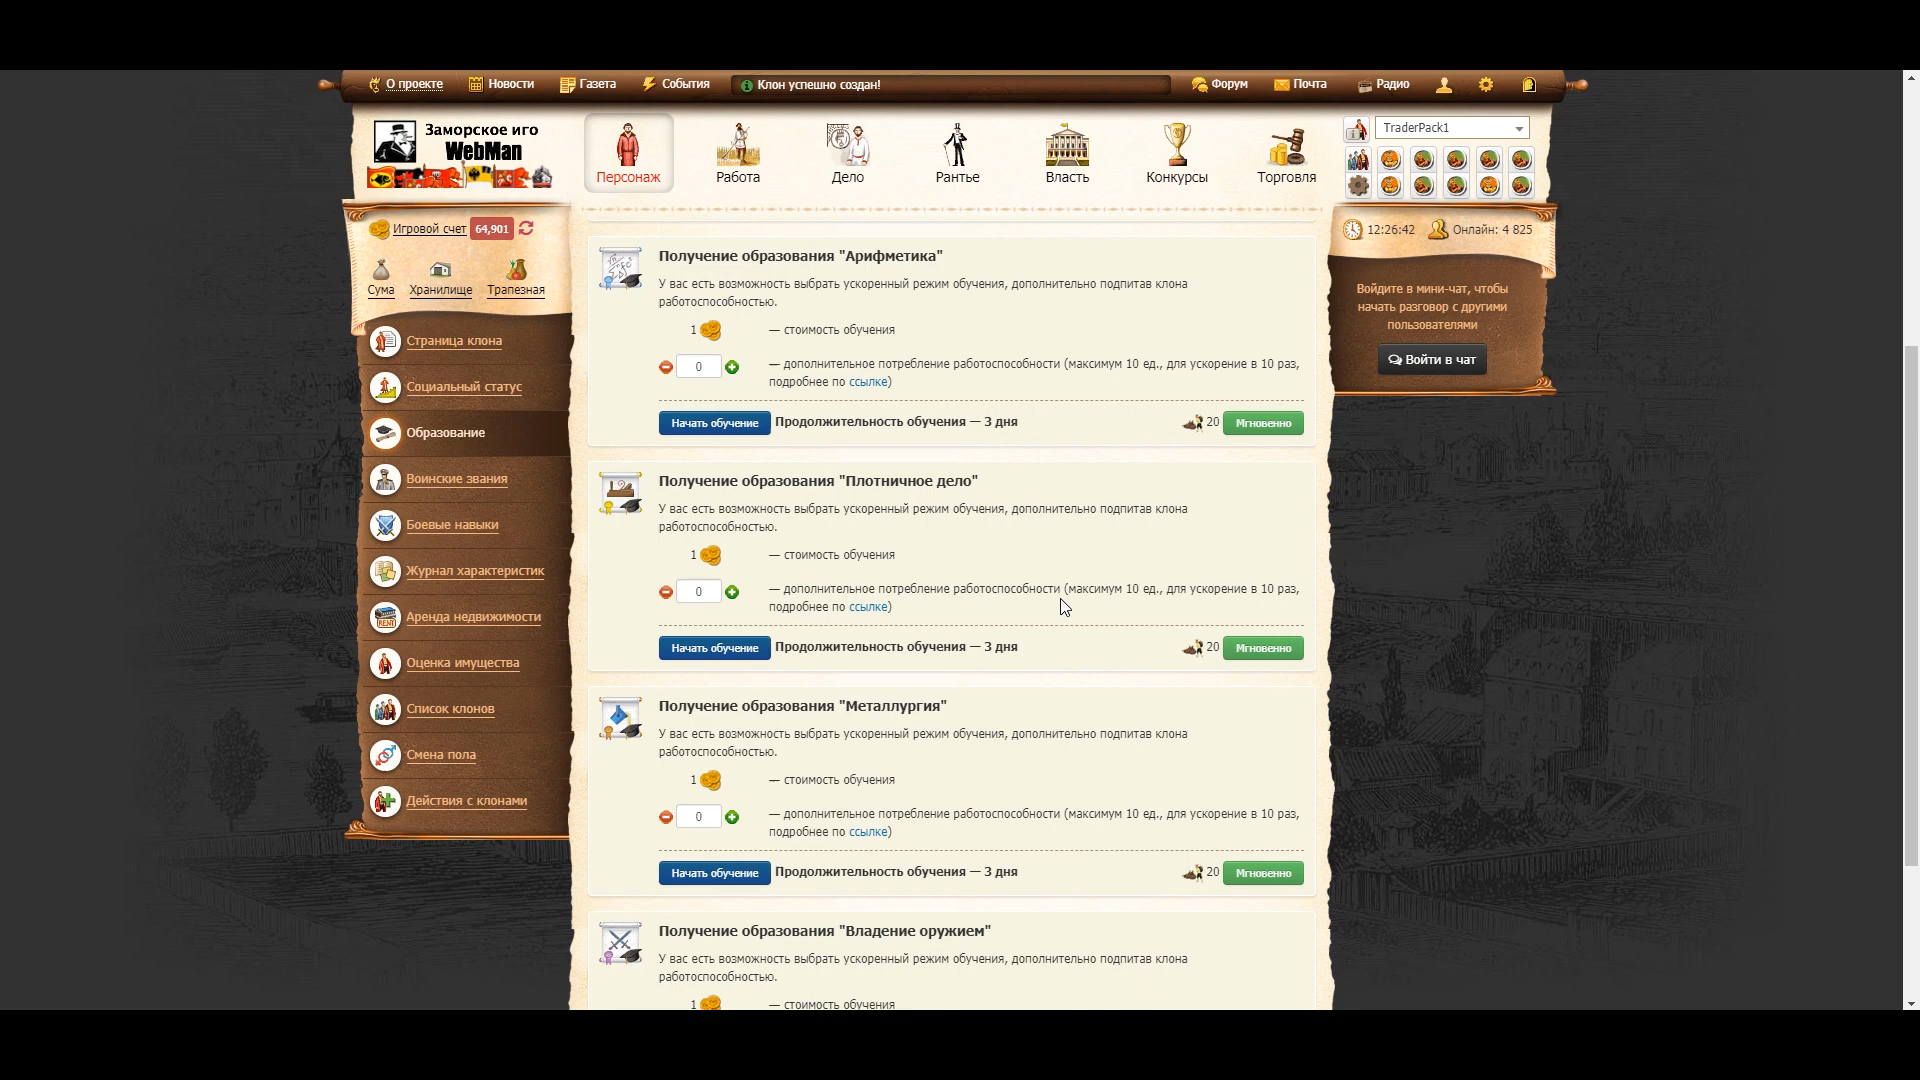 О проекте
Новости
Газета
События
Клон успешно создан!
Форум
Почта
Радио
Заморское иго
WebMan
Персонаж
Работа
Дело
Рантье
Власть
Конкурсы
Торговля
TraderPack1
Игровой счет 64,901
Сума
Хранилище
Трапезная
12:26:42
Онлайн: 4 825
Страница клона
Социальный статус
Образование
Воинские звания
Боевые навыки
Журнал характеристик
Аренда недвижимости
RENT
Оценка имущества
Список клонов
Смена пола
Действия с клонами
Получение образования "Арифметика"
У вас есть возможность выбрать ускоренный режим обучения, дополнительно подпитав клона
работоспособностью.
1 — стоимость обучения
0 — дополнительное потребление работоспособности (максимум 10 ед., для ускорение в 10 раз,
подробнее по ссылке)
Начать обучение Продолжительность обучения — 3 дня 20 Мгновенно
Получение образования "Плотничное дело"
У вас есть возможность выбрать ускоренный режим обучения, дополнительно подпитав клона
работоспособностью.
1 — стоимость обучения
0 — дополнительное потребление работоспособности (максимум 10 ед., для ускорение в 10 раз,
подробнее по ссылке)
Начать обучение Продолжительность обучения — 3 дня 20 Мгновенно
Получение образования "Металлургия"
У вас есть возможность выбрать ускоренный режим обучения, дополнительно подпитав клона
работоспособностью.
1 — стоимость обучения
0 — дополнительное потребление работоспособности (максимум 10 ед., для ускорение в 10 раз,
подробнее по ссылке)
Начать обучение Продолжительность обучения — 3 дня 20 Мгновенно
Получение образования "Владение оружием"
У вас есть возможность выбрать ускоренный режим обучения, дополнительно подпитав клона
работоспособностью.
1 — стоимость обучения
Войдите в мини-чат, чтобы
начать разговор с другими
пользователями
Войти в чат